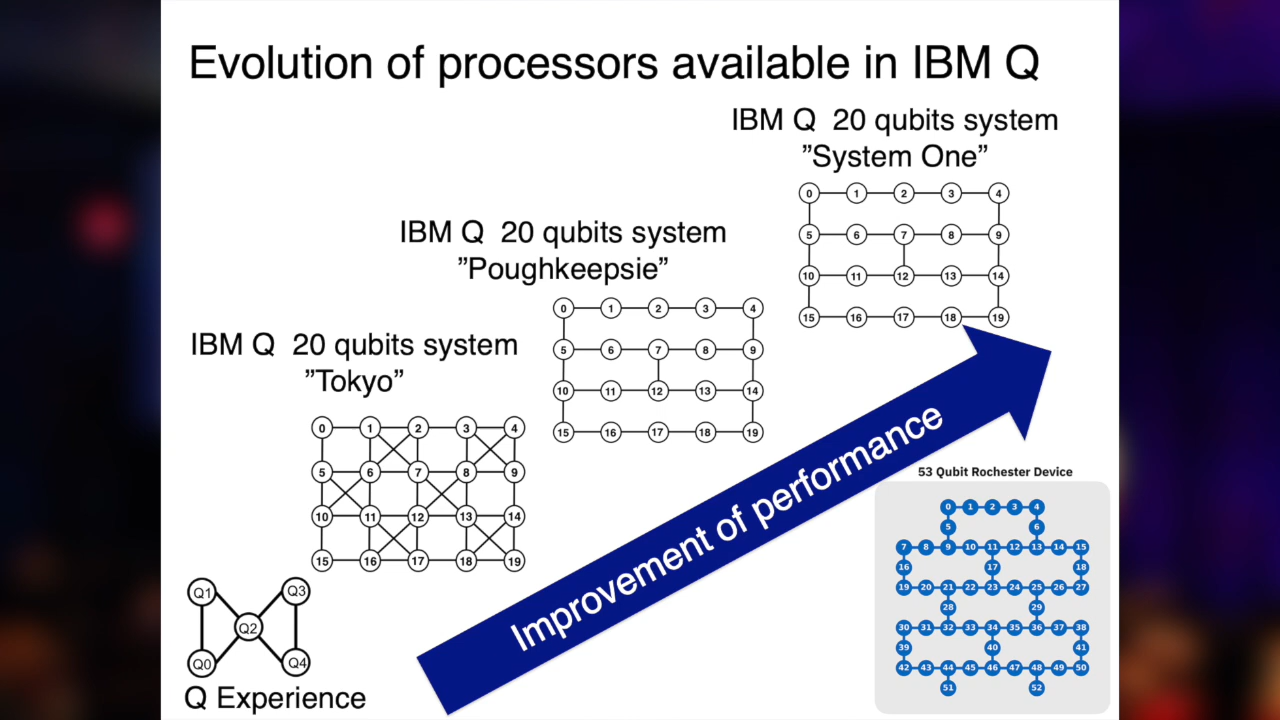 Evolution of processors available in IBM Q
IBM Q 20 qubits system
”System One”
0 1 2 3 4
5 6 7 8 9
10 11 12 13 14
15 16 17 18 19
IBM Q 20 qubits system
”Poughkeepsie”
0 1 2 3 4
5 6 7 8 9
10 11 12 13 14
15 16 17 18 19
IBM Q 20 qubits system
”Tokyo”
0 1 2 3 4
5 6 7 8 9
10 11 12 13 14
15 16 17 18 19
Q1 Q3
Q2
Q0 Q4
Q Experience
Improvement of performance
53 Qubit Rochester Device
0 1 2 3 4
5 6
7 8 9 10 11 12 13 14 15
16 17 18
19 20 21 22 23 24 25 26 27
28 29
30 31 32 33 34 35 36 37 38
39 40 41
42 43 44 45 46 47 48 49 50
51 52